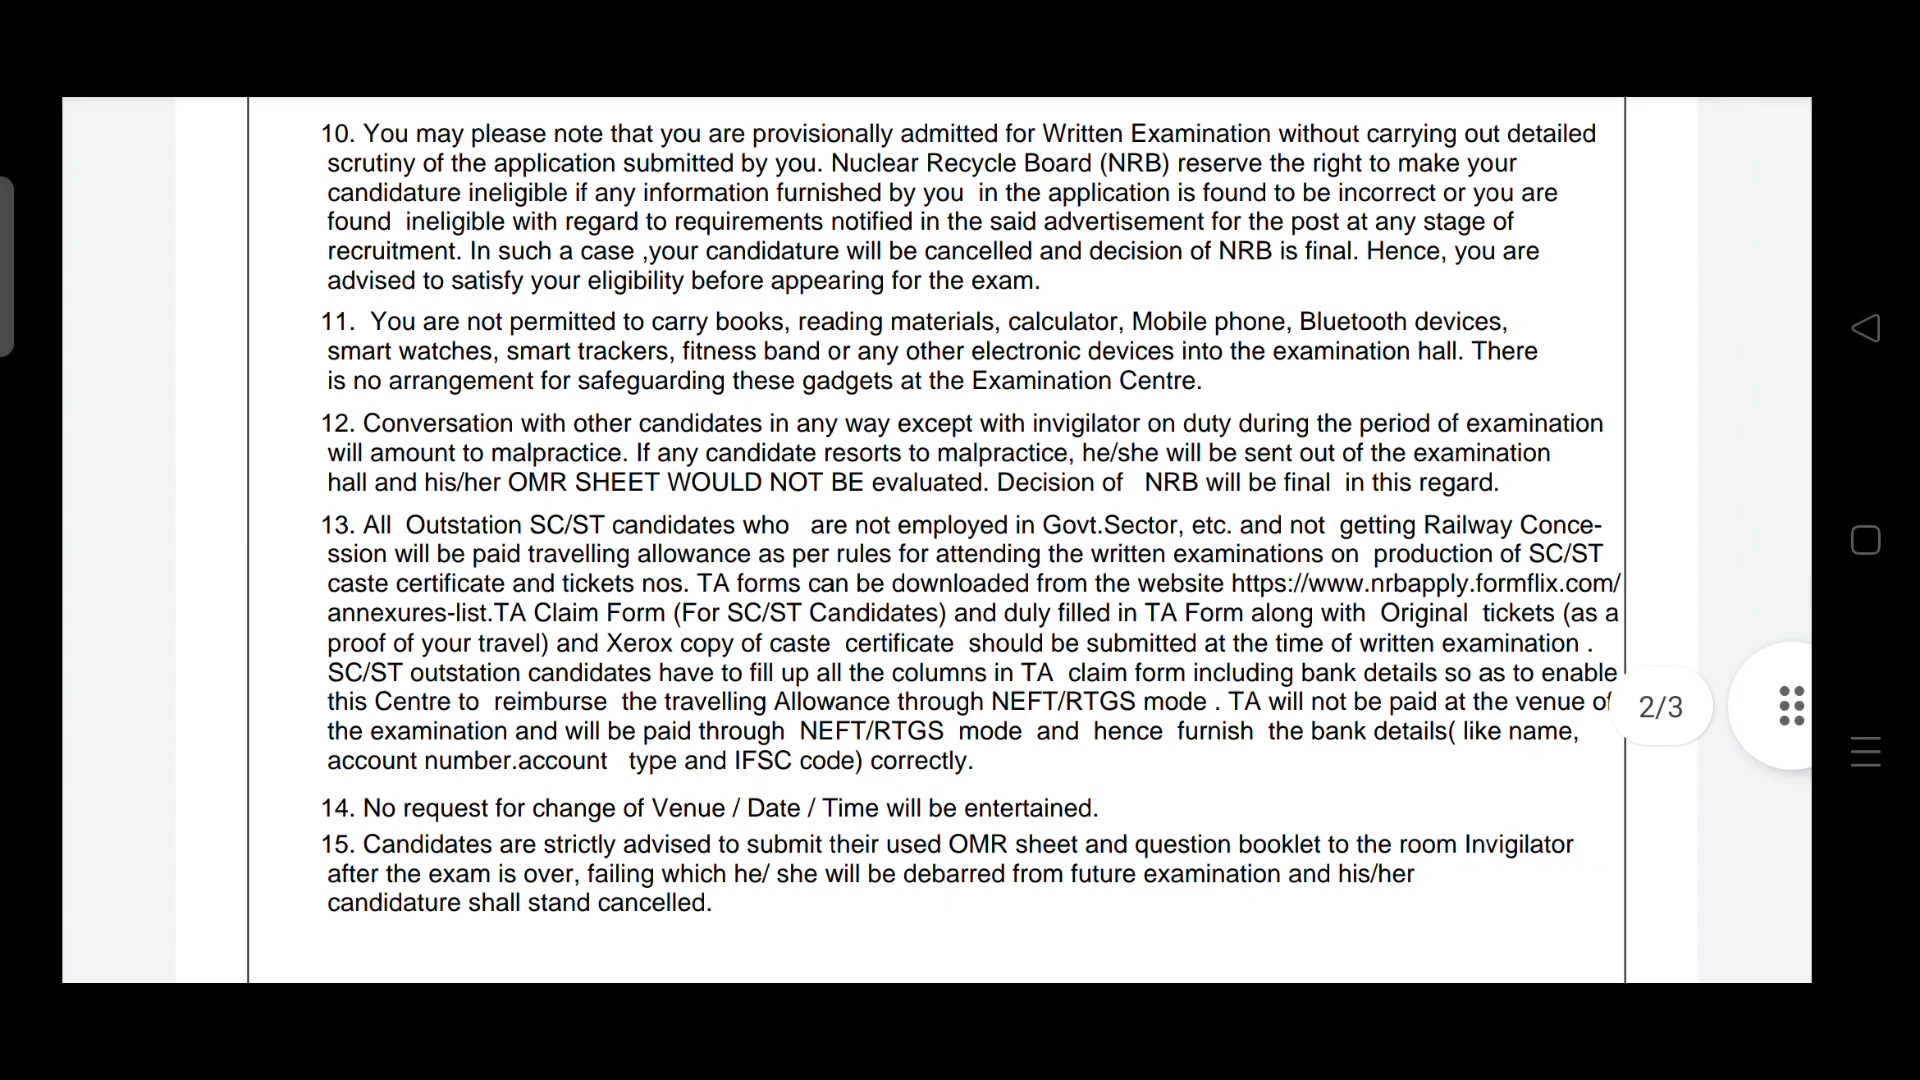 10. You may please note that you are provisionally admitted for Written Examination without carrying out detailed
scrutiny of the application submitted by you. Nuclear Recycle Board (NRB) reserve the right to make your
candidature ineligible if any information furnished by you in the application is found to be incorrect or you are
found ineligible with regard to requirements notified in the said advertisement for the post at any stage of
recruitment. In such a case ,your candidature will be cancelled and decision of NRB is final. Hence, you are
advised to satisfy your eligibility before appearing for the exam.
11. You are not permitted to carry books, reading materials, calculator, Mobile phone, Bluetooth devices,
smart watches, smart trackers, fitness band or any other electronic devices into the examination hall. There
is no arrangement for safeguarding these gadgets at the Examination Centre.
12. Conversation with other candidates in any way except with invigilator on duty during the period of examination
will amount to malpractice. If any candidate resorts to malpractice, he/she will be sent out of the examination
hall and his/her OMR SHEET WOULD NOT BE evaluated. Decision of NRB will be final in this regard.
13. All Outstation SC/ST candidates who are not employed in Govt.Sector, etc. and not getting Railway Conce-
ssion will be paid travelling allowance as per rules for attending the written examinations on production of SC/ST
caste certificate and tickets nos. TA forms can be downloaded from the website https://www.nrbapply.formflix.com/
annexures-list.TA Claim Form (For SC/ST Candidates) and duly filled in TA Form along with Original tickets (as a
proof of your travel) and Xerox copy of caste certificate should be submitted at the time of written examination .
SC/ST outstation candidates have to fill up all the columns in TA claim form including bank details so as to enable
this Centre to reimburse the travelling Allowance through NEFT/RTGS mode . TA will not be paid at the venue of
2/3
the examination and will be paid through NEFT/RTGS mode and hence furnish the bank details( like name,
account number.account type and IFSC code) correctly.
14. No request for change of Venue / Date / Time will be entertained.
15. Candidates are strictly advised to submit their used OMR sheet and question booklet to the room Invigilator
after the exam is over, failing which he/ she will be debarred from future examination and his/her
candidature shall stand cancelled.